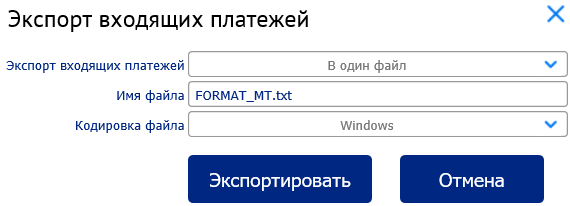 Экспорт входящих платежей
Экспорт входящих платежей В один файл
Имя файла FORMAT_MT.txt
Кодировка файла Windows
Экспортировать Отмена